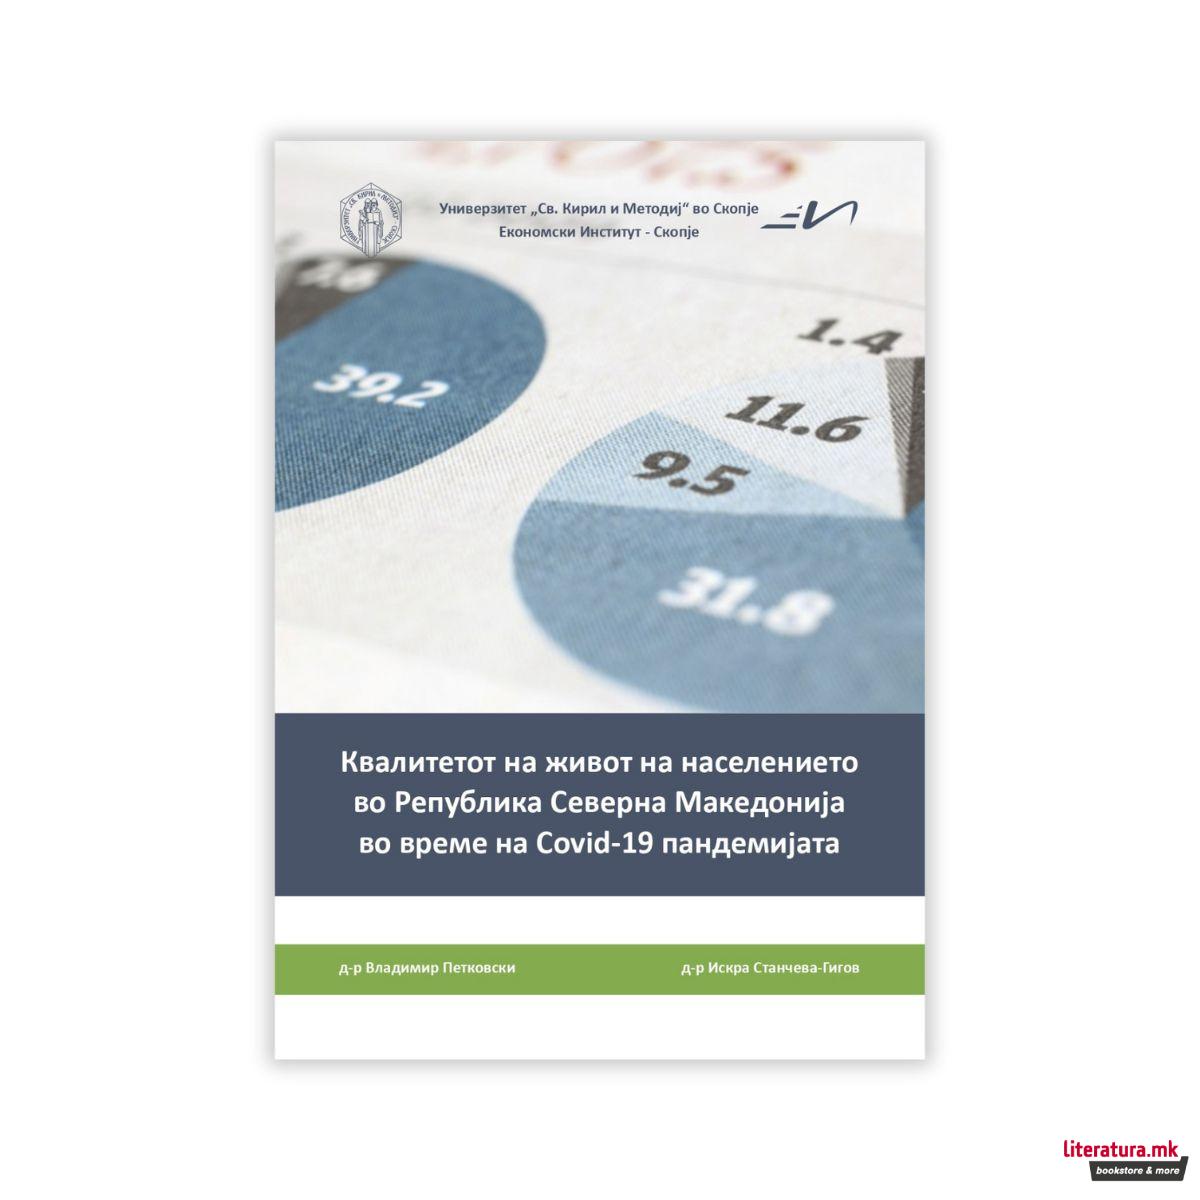 Универзитет „Св. Кирил и Методиј“ во Скопје
Економски Институт - Скопје
39.2
1.4
11.6
9.5
31.8
Квалитетот на живот на населението
во Република Северна Македонија
во време на Covid-19 пандемијата
д-р Владимир Петковски
д-р Искра Станчева-Гигов
literatura.mk
bookstore & more